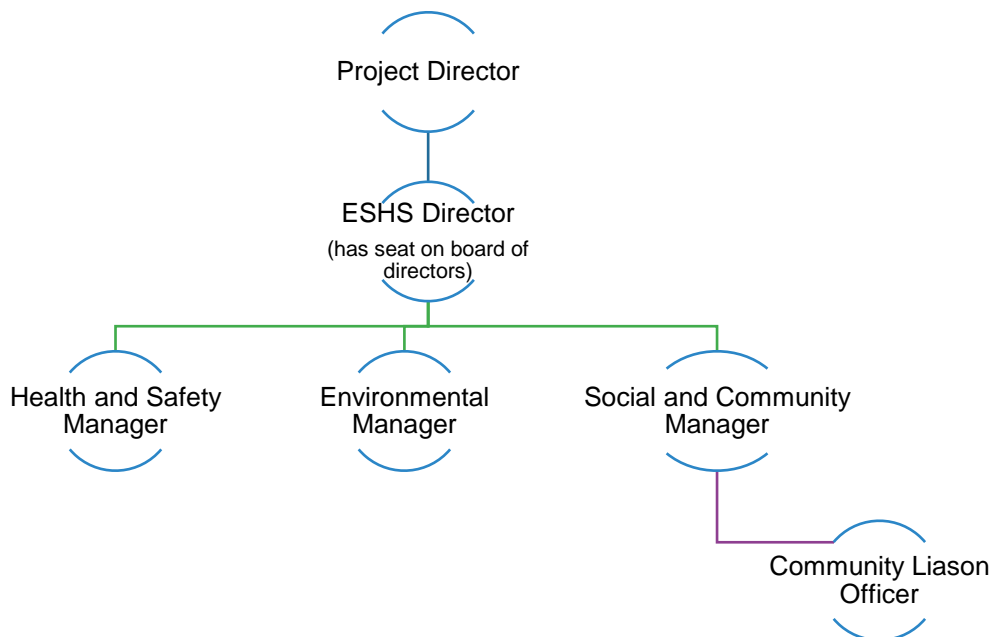 Project Director
ESHS Director
(has seat on board of
directors)
Health and Safety
Manager
Environmental
Manager
Social and Community
Manager
Community Liason
Officer